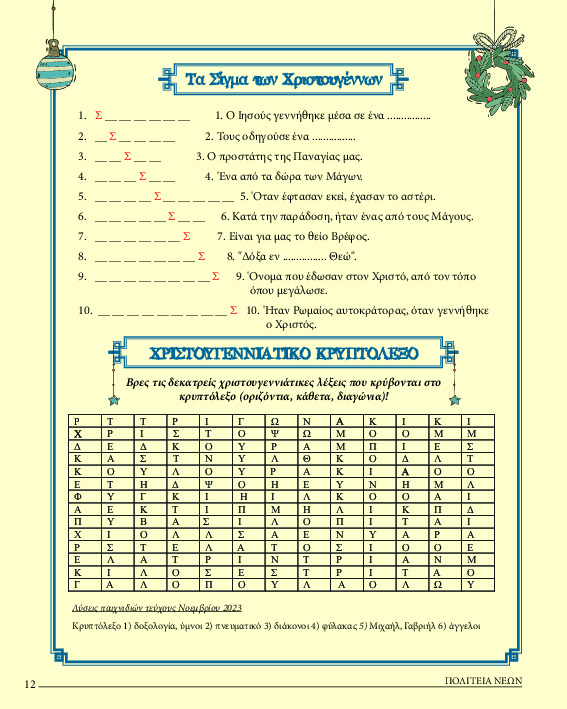 Τα Σίγμα των Χριστουγέννων
1. Σ __ __ __ __ __ __ 1. Ο Ιησούς γεννήθηκε μέσα σε ένα ................
2. __ Σ __ __ __ __ 2. Τους οδηγούσε ένα ................
3. __ __ Σ __ __ 3. Ο προστάτης της Παναγίας μας.
4. __ __ __ Σ __ __ 4. Ένα από τα δώρα των Μάγων.
5. __ __ __ __ Σ __ __ __ __ __ 5. Όταν έφτασαν εκεί, έχασαν το αστέρι.
6. __ __ __ __ __ Σ __ __ 6. Κατά την παράδοση, ήταν ένας από τους Μάγους.
7. __ __ __ __ __ __ Σ 7. Είναι για μας το θείο Βρέφος.
8. __ __ __ __ __ __ __ Σ 8. "Δόξα εν ................ Θεώ".
9. __ __ __ __ __ __ __ __ Σ 9. Όνομα που έδωσαν στον Χριστό, από τον τόπο
όπου μεγάλωσε.
10. __ __ __ __ __ __ __ __ __ Σ 10. Ήταν Ρωμαίος αυτοκράτορας, όταν γεννήθηκε
ο Χριστός.
ΧΡΙΣΤΟΥΓΕΝΝΙΑΤΙΚΟ ΚΡΥΠΤΟΛΕΞΟ
Βρες τις δεκατρείς χριστουγεννιάτικες λέξεις που κρύβονται στο
κρυπτόλεξο (οριζόντια, κάθετα, διαγώνια)!
Ρ Τ Τ Ρ Ι Γ Ω Ν Α Κ Ι Κ Ι
Χ Ρ Ι Σ Τ Ο Ψ Ω Μ Ο Ο Μ Μ
Δ Ε Δ Κ Ο Υ Ρ Α Μ Π Ι Ε Σ
Κ Α Σ Τ Ν Υ Λ Θ Κ Ο Δ Λ Τ
Κ Ο Υ Λ Ο Υ Ρ Α Κ Ι Α Ο Ο
Ε Τ Η Δ Ψ Ο Η Ε Υ Ν Η Μ Λ
Φ Υ Γ Κ Ι Η Ι Λ Κ Ο Ο Α Ι
Α Ε Κ Τ Ι Π Μ Η Λ Ι Κ Π Δ
Π Υ Β Α Σ Ι Λ Ο Π Ι Τ Α Ι
Χ Ι Ο Λ Λ Σ Α Ε Ν Υ Α Ρ Α
Ρ Σ Τ Ε Λ Α Τ Ο Σ Ι Ο Ο Ε
Ε Λ Α Τ Ρ Ι Ν Τ Ρ Ι Α Ν Μ
Κ Ι Λ Ο Σ Ε Σ Τ Ρ Ι Τ Α Ο
Γ Α Λ Ο Π Ο Υ Λ Α Ο Λ Ω Υ
Λύσεις παιχνιδιών τεύχους Νοεμβρίου 2023
Κρυπτόλεξο 1) δοξολογία, ύμνοι 2) πνευματικό 3) διάκονοι 4) φύλακας 5) Μιχαήλ, Γαβριήλ 6) άγγελοι
12 ΠΟΛΙΤΕΙΑ ΝΕΩΝ